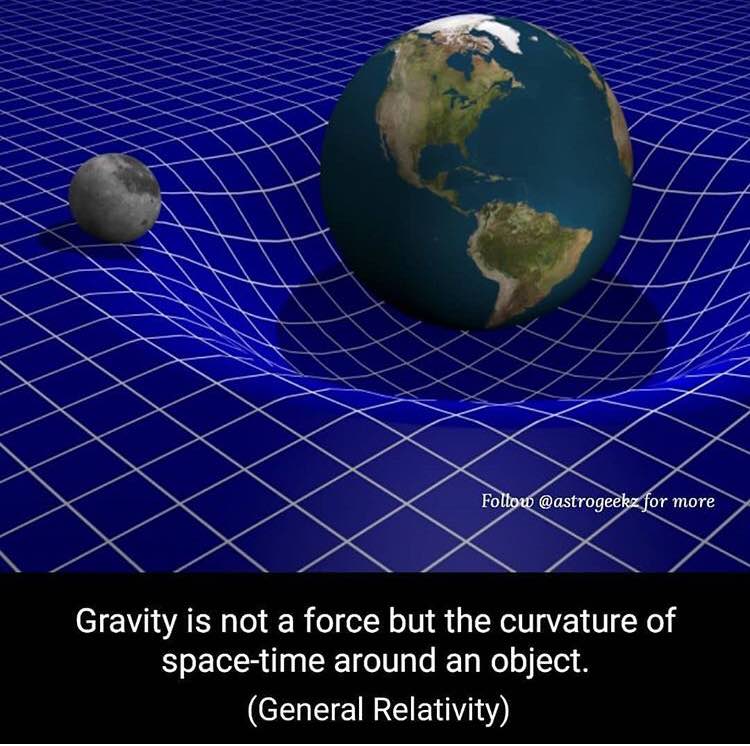 Follow @astrogeekz for more
Gravity is not a force but the curvature of
space-time around an object.
(General Relativity)